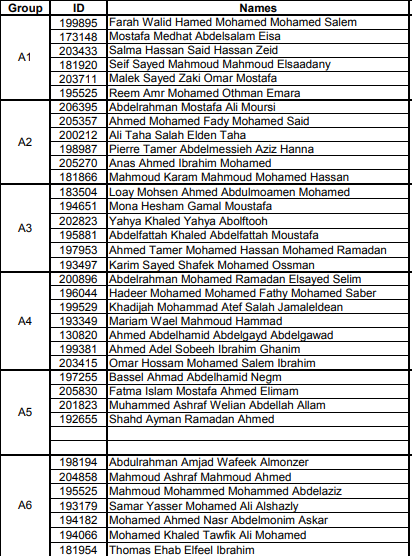 Group ID Names
A1
199895 Farah Walid Hamed Mohamed Mohamed Salem
173148 Mostafa Medhat Abdelsalam Eisa
203433 Salma Hassan Said Hassan Zeid
181920 Seif Sayed Mahmoud Mahmoud Elsaadany
203711 Malek Sayed Zaki Omar Mostafa
195525 Reem Amr Mohamed Othman Emara
A2
206395 Abdelrahman Mostafa Ali Moursi
205357 Ahmed Mohamed Fady Mohamed Said
200212 Ali Taha Salah Elden Taha
198987 Pierre Tamer Abdelmessieh Aziz Hanna
205270 Anas Ahmed Ibrahim Mohamed
181866 Mahmoud Karam Mahmoud Mohamed Hassan
A3
183504 Loay Mohsen Ahmed Abdulmoamen Mohamed
194651 Mona Hesham Gamal Moustafa
202823 Yahya Khaled Yahya Abolftooh
195881 Abdelfattah Khaled Abdelfattah Moustafa
197953 Ahmed Tamer Mohamed Hassan Mohamed Ramadan
193497 Karim Sayed Shafek Mohamed Ossman
A4
200896 Abdelrahman Mohamed Ramadan Elsayed Selim
196044 Hadeer Mohamed Mohamed Fathy Mohamed Saber
199529 Khadijah Mohammad Atef Salah Jamaleldean
193349 Mariam Wael Mahmoud Hammad
130820 Ahmed Abdelhamid Abdelgayd Abdelgawad
199381 Ahmed Adel Sobeeh Ibrahim Ghanim
203415 Omar Hossam Mohamed Salem Ibrahim
A5
197255 Bassel Ahmad Abdelhamid Negm
205830 Fatma Islam Mostafa Ahmed Elimam
201823 Muhammed Ashraf Welian Abdellah Allam
192655 Shahd Ayman Ramadan Ahmed
A6
198194 Abdulrahman Amjad Wafeek Almonzer
204858 Mahmoud Ashraf Mahmoud Ahmed
195525 Mahmoud Mohammed Mohammed Abdelaziz
193179 Samar Yasser Mohamed Ali Alshazly
194182 Mohamed Ahmed Nasr Abdelmonim Askar
194066 Mohamed Khaled Tawfik Ali Mohamed
181954 Thomas Ehab Elfeel Ibrahim